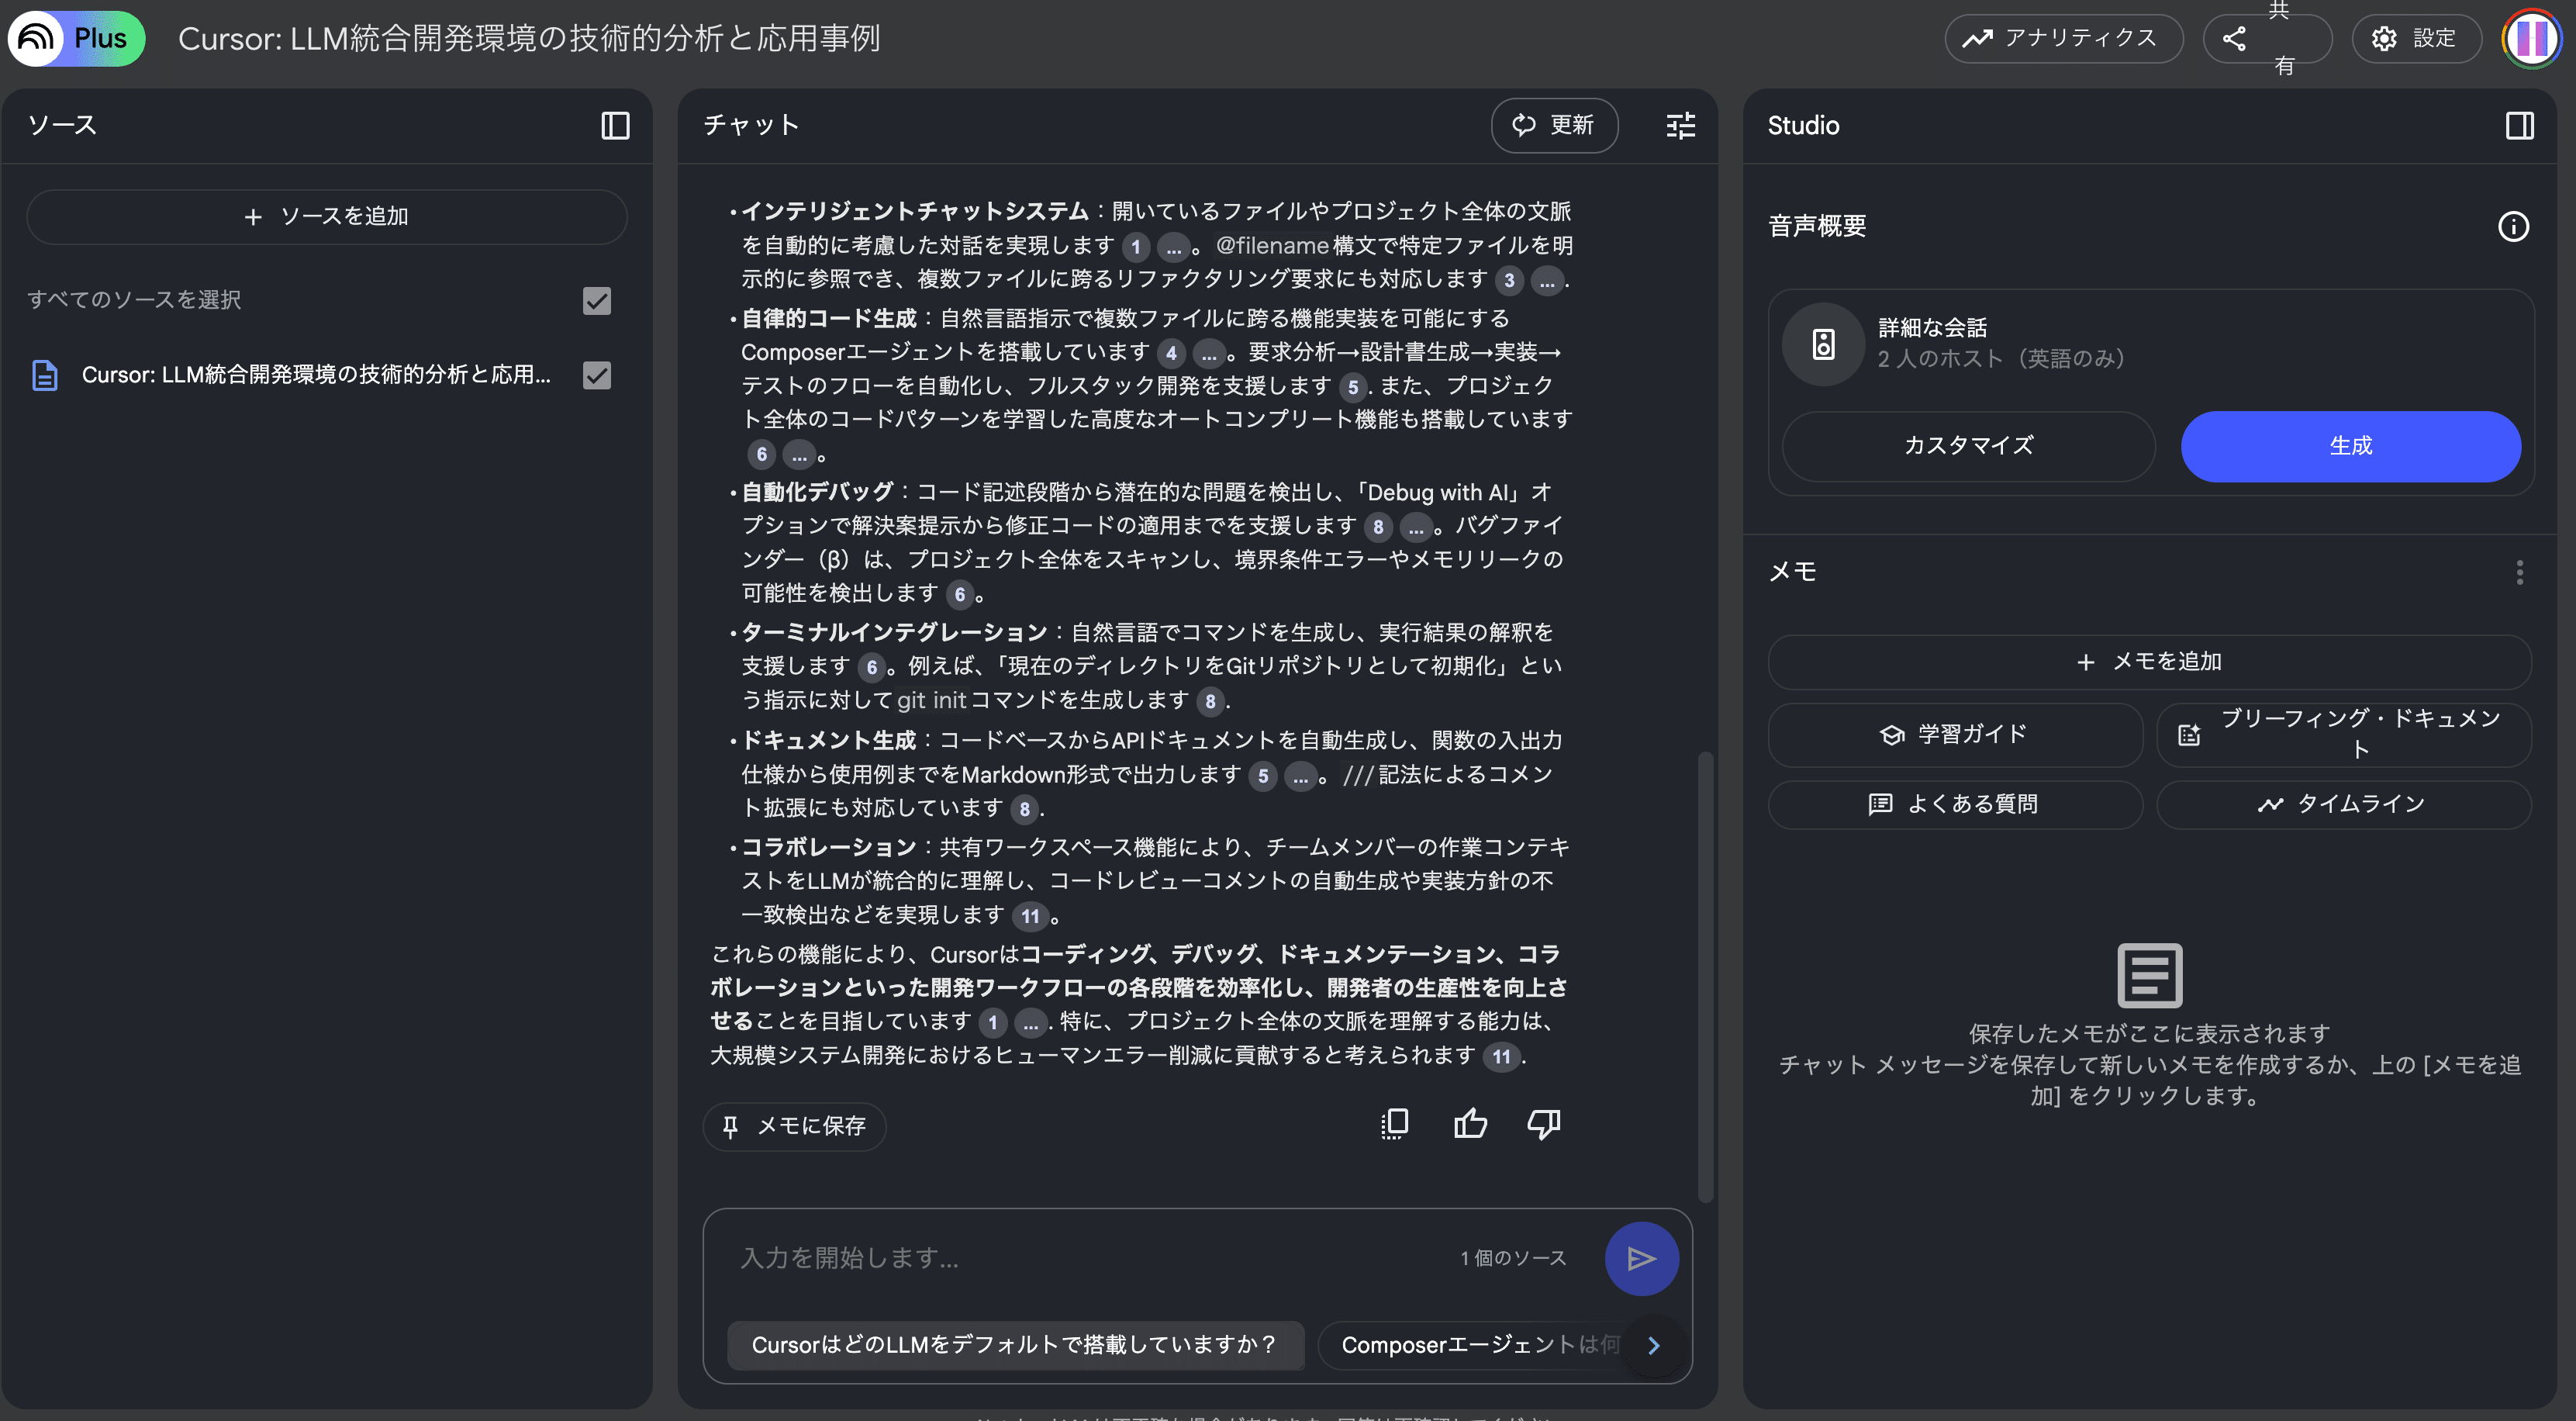 Plus
Cursor: LLM統合開発環境の技術的分析と応用事例
アナリティクス
共
有
設定
ソース
ソースを追加
すべてのソースを選択
Cursor: LLM統合開発環境の技術的分析と応用...
チャット
更新
•インテリジェントチャットシステム：開いているファイルやプロジェクト全体の文脈
を自動的に考慮した対話を実現します 1 ... 。@filename構文で特定ファイルを明
示的に参照でき、複数ファイルに跨るリファクタリング要求にも対応します 3 ... .
•自律的コード生成：自然言語指示で複数ファイルに跨る機能実装を可能にする
Composerエージェントを搭載しています 4 ... 。要求分析→設計書生成→実装→
テストのフローを自動化し、フルスタック開発を支援します 5 . また、プロジェク
ト全体のコードパターンを学習した高度なオートコンプリート機能も搭載しています
6 ... 。
•自動化デバッグ：コード記述段階から潜在的な問題を検出し、「Debug with AI」オ
プションで解決案提示から修正コードの適用までを支援します 8 ... 。バグファイ
ンダー（β）は、プロジェクト全体をスキャンし、境界条件エラーやメモリリークの
可能性を検出します 6 。
•ターミナルインテグレーション：自然言語でコマンドを生成し、実行結果の解釈を
支援します 6 。例えば、「現在のディレクトリをGitリポジトリとして初期化」とい
う指示に対してgit initコマンドを生成します 8 .
•ドキュメント生成：コードベースからAPIドキュメントを自動生成し、関数の入出力
仕様から使用例までをMarkdown形式で出力します 5 ... 。///記法によるコメン
ト拡張にも対応しています 8 .
•コラボレーション：共有ワークスペース機能により、チームメンバーの作業コンテキ
ストをLLMが統合的に理解し、コードレビューコメントの自動生成や実装方針の不
一致検出などを実現します 11 。
これらの機能により、Cursorはコーディング、デバッグ、ドキュメンテーション、コラ
ボレーションといった開発ワークフローの各段階を効率化し、開発者の生産性を向上さ
せることを目指しています 1 ... . 特に、プロジェクト全体の文脈を理解する能力は、
大規模システム開発におけるヒューマンエラー削減に貢献すると考えられます 11 .
メモに保存
入力を開始します...
1 個のソース
CursorはどのLLMをデフォルトで搭載していますか？
Composerエージェントは何
Studio
音声概要
詳細な会話
2 人のホスト（英語のみ）
カスタマイズ
生成
メモ
メモを追加
学習ガイド
ブリーフィング・ドキュメン
ト
よくある質問
タイムライン
保存したメモがここに表示されます
チャット メッセージを保存して新しいメモを作成するか、上の [メモを追
加] をクリックします。